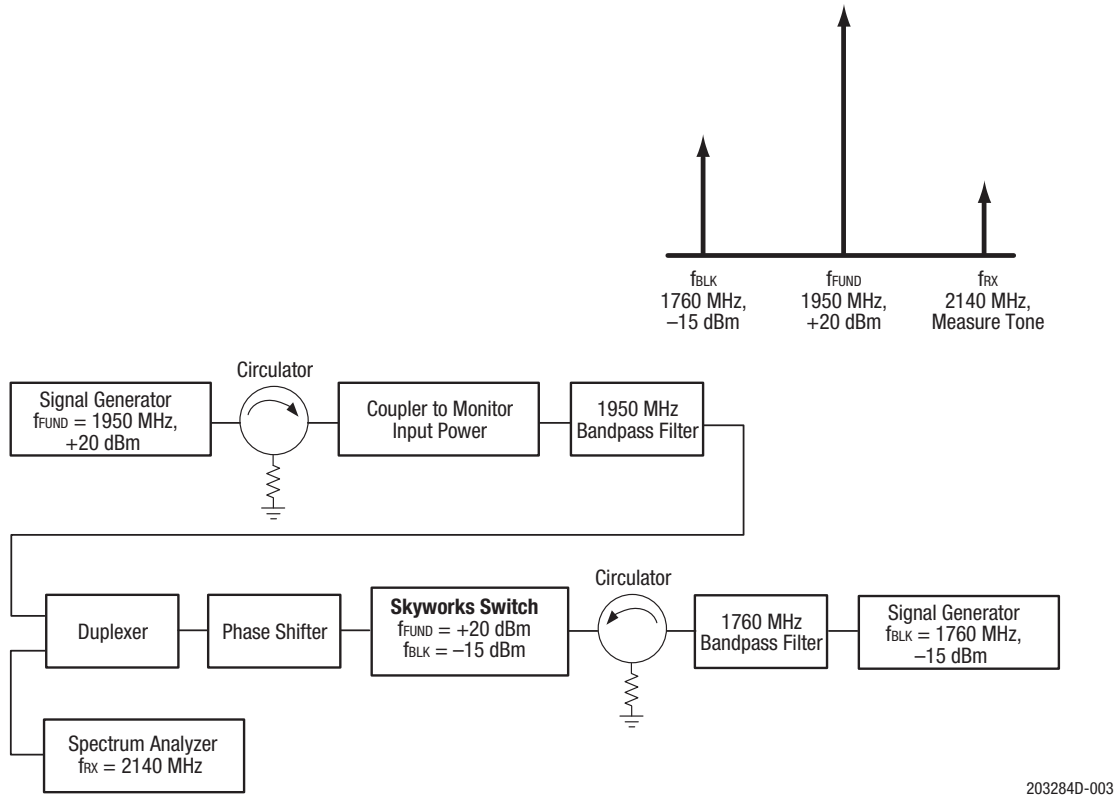 fBLK
1760 MHz,
–15 dBm
fFUND
1950 MHz,
+20 dBm
fRX
2140 MHz,
Measure Tone
Signal Generator
fFUND = 1950 MHz,
+20 dBm
Circulator
Coupler to Monitor
Input Power
1950 MHz
Bandpass Filter
Duplexer
Phase Shifter
Skyworks Switch
fFUND = +20 dBm
fBLK = –15 dBm
Circulator
1760 MHz
Bandpass Filter
Signal Generator
fBLK = 1760 MHz,
–15 dBm
Spectrum Analyzer
fRX = 2140 MHz
203284D-003